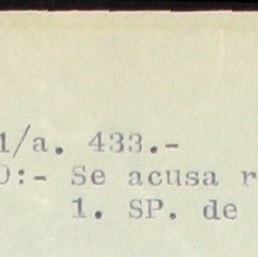 1/a. 433.-
O:- Se acusa r
1. SP. de